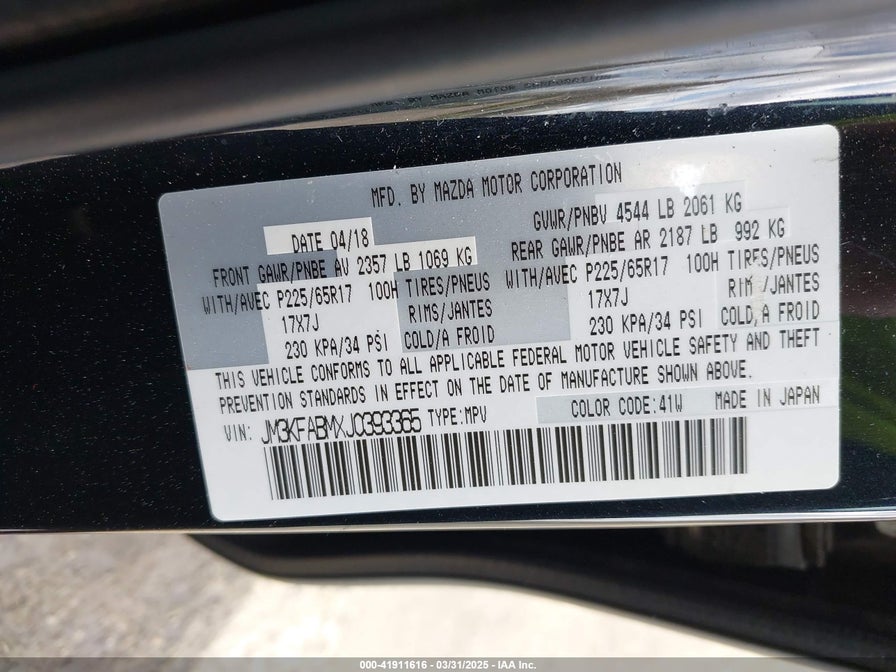 MFD. BY MAZDA MOTOR CORPORATION
DATE 04/18 GVWR/PNBV 4544 LB 2061 KG
FRONT GAWR/PNBE AV 2357 LB 1069 KG REAR GAWR/PNBE AR 2187 LB 992 KG
WITH/AVEC P225/65R17 100H TIRES/PNEUS WITH/AVEC P225/65R17 100H TIRES/PNEUS
17X7J RIMS/JANTES 17X7J RIM /JANTES
230 KPA/34 PSI COLD/A FROID 230 KPA/34 PSI COLD/A FROID
THIS VEHICLE CONFORMS TO ALL APPLICABLE FEDERAL MOTOR VEHICLE SAFETY AND THEFT
PREVENTION STANDARDS IN EFFECT ON THE DATE OF MANUFACTURE SHOWN ABOVE.
VIN: JM3KFABMXJ0393365 TYPE:MPV COLOR CODE:41W MADE IN JAPAN
000-41911616 — 03/31/2025 — IAA Inc.